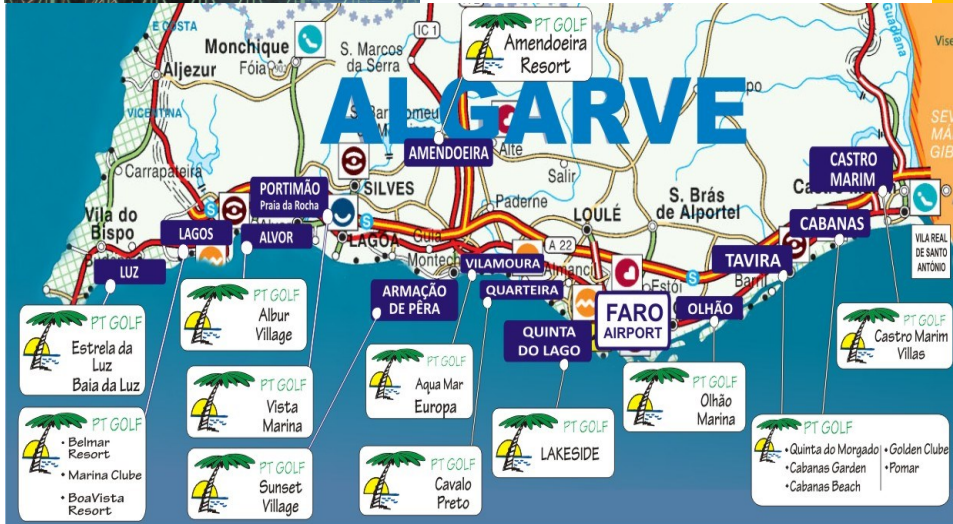 E COSTA
VICENTINA
Monchique
Fóia
902
Aljezur
S. Marcos
da Serra
IC 1
PT GOLF
Amendoeira
Resort
Guadiana
ALGARVE
Alte
AMENDOEIRA
Salir
Carrapateira
PORTIMÃO
Praia da Rocha
SILVES
Paderne
LOULÉ
S. Brás
de Alportel
CASTRO
MARIM
Vila do
Bispo
LAGOS
S
ALVOR
S
LAGOA
Guia
A 22
CABANAS
LUZ
VILAMOURA
QUARTEIRA
Estói
S
TAVIRA
VILA REAL
DE SANTO
ANTÓNIO
ARMAÇÃO
DE PÊRA
QUINTA
DO LAGO
FARO
AIRPORT
OLHÃO
PT GOLF
Estrela da
Luz
Baia da Luz
PT GOLF
Albur
Village
PT GOLF
Castro Marim
Villas
PT GOLF
Aqua Mar
Europa
PT GOLF
Olhão
Marina
PT GOLF
Vista
Marina
PT GOLF
• Belmar
Resort
• Marina Clube
• BoaVista
Resort
PT GOLF
LAKESIDE
PT GOLF
• Quinta do Morgado
• Cabanas Garden
• Cabanas Beach
• Golden Clube
• Pomar
PT GOLF
Sunset
Village
PT GOLF
Cavalo
Preto